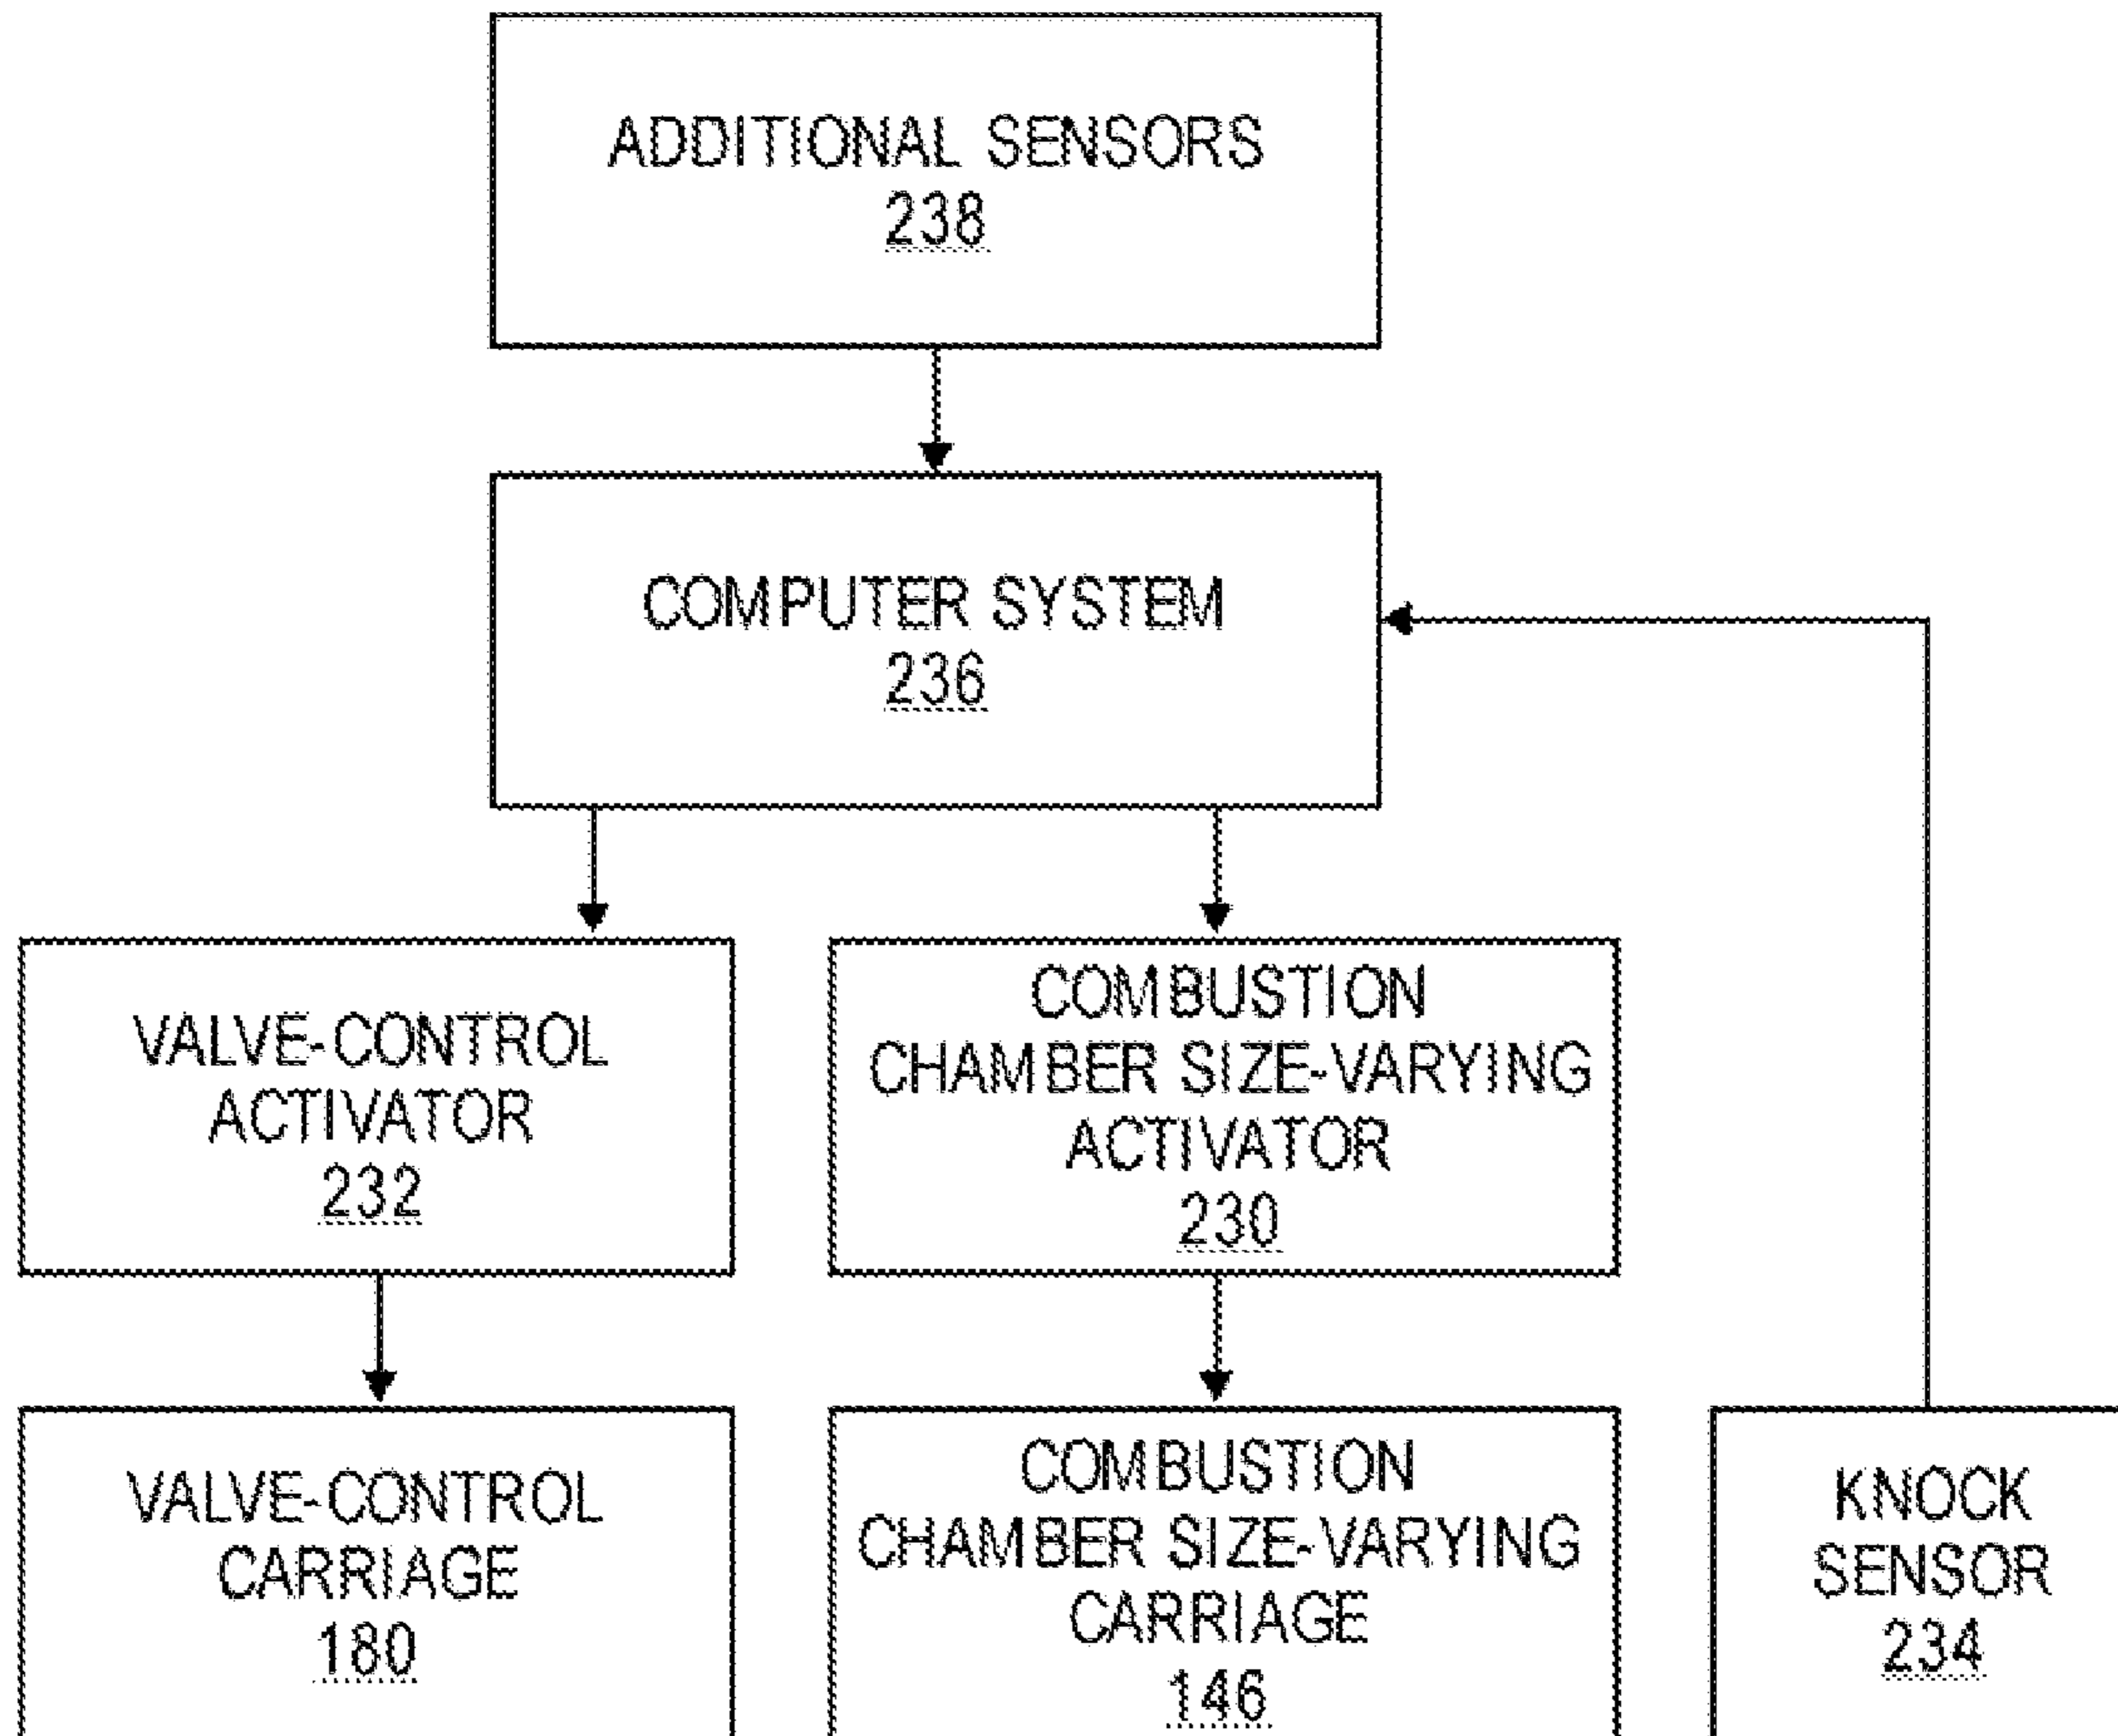 ADDITIONAL SENSORS
238
COMPUTER SYSTEM
236
VALVE-CONTROL
ACTIVATOR
232
COMBUSTION
CHAMBER SIZE-VARYING
ACTIVATOR
230
VALVE-CONTROL
CARRIAGE
180
COMBUSTION
CHAMBER SIZE-VARYING
CARRIAGE
146
KNOCK
SENSOR
234